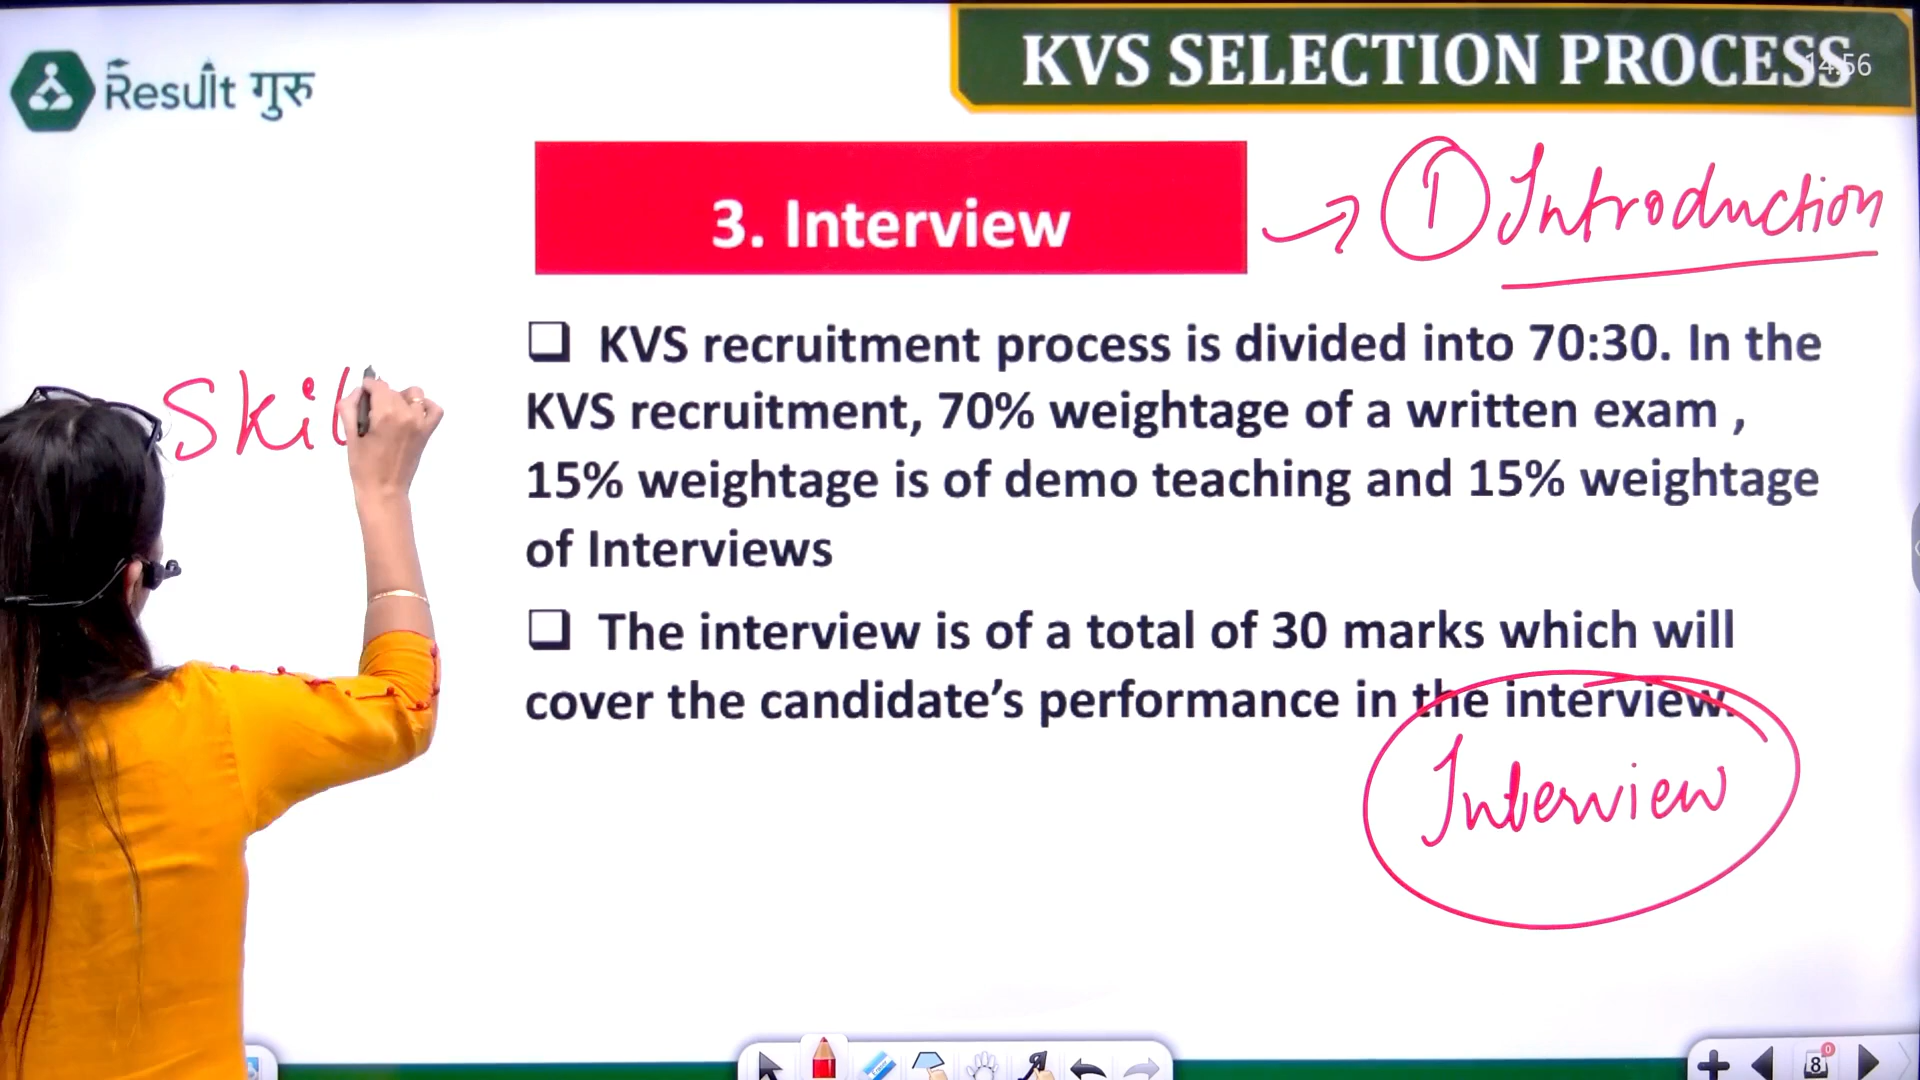 Result गुरु
KVS SELECTION PROCESS
14:56
3. Interview
① Introduction
❑ KVS recruitment process is divided into 70:30. In the
KVS recruitment, 70% weightage of a written exam ,
15% weightage is of demo teaching and 15% weightage
of Interviews
Skil
❑ The interview is of a total of 30 marks which will
cover the candidate’s performance in the interview.
Interview
8
0